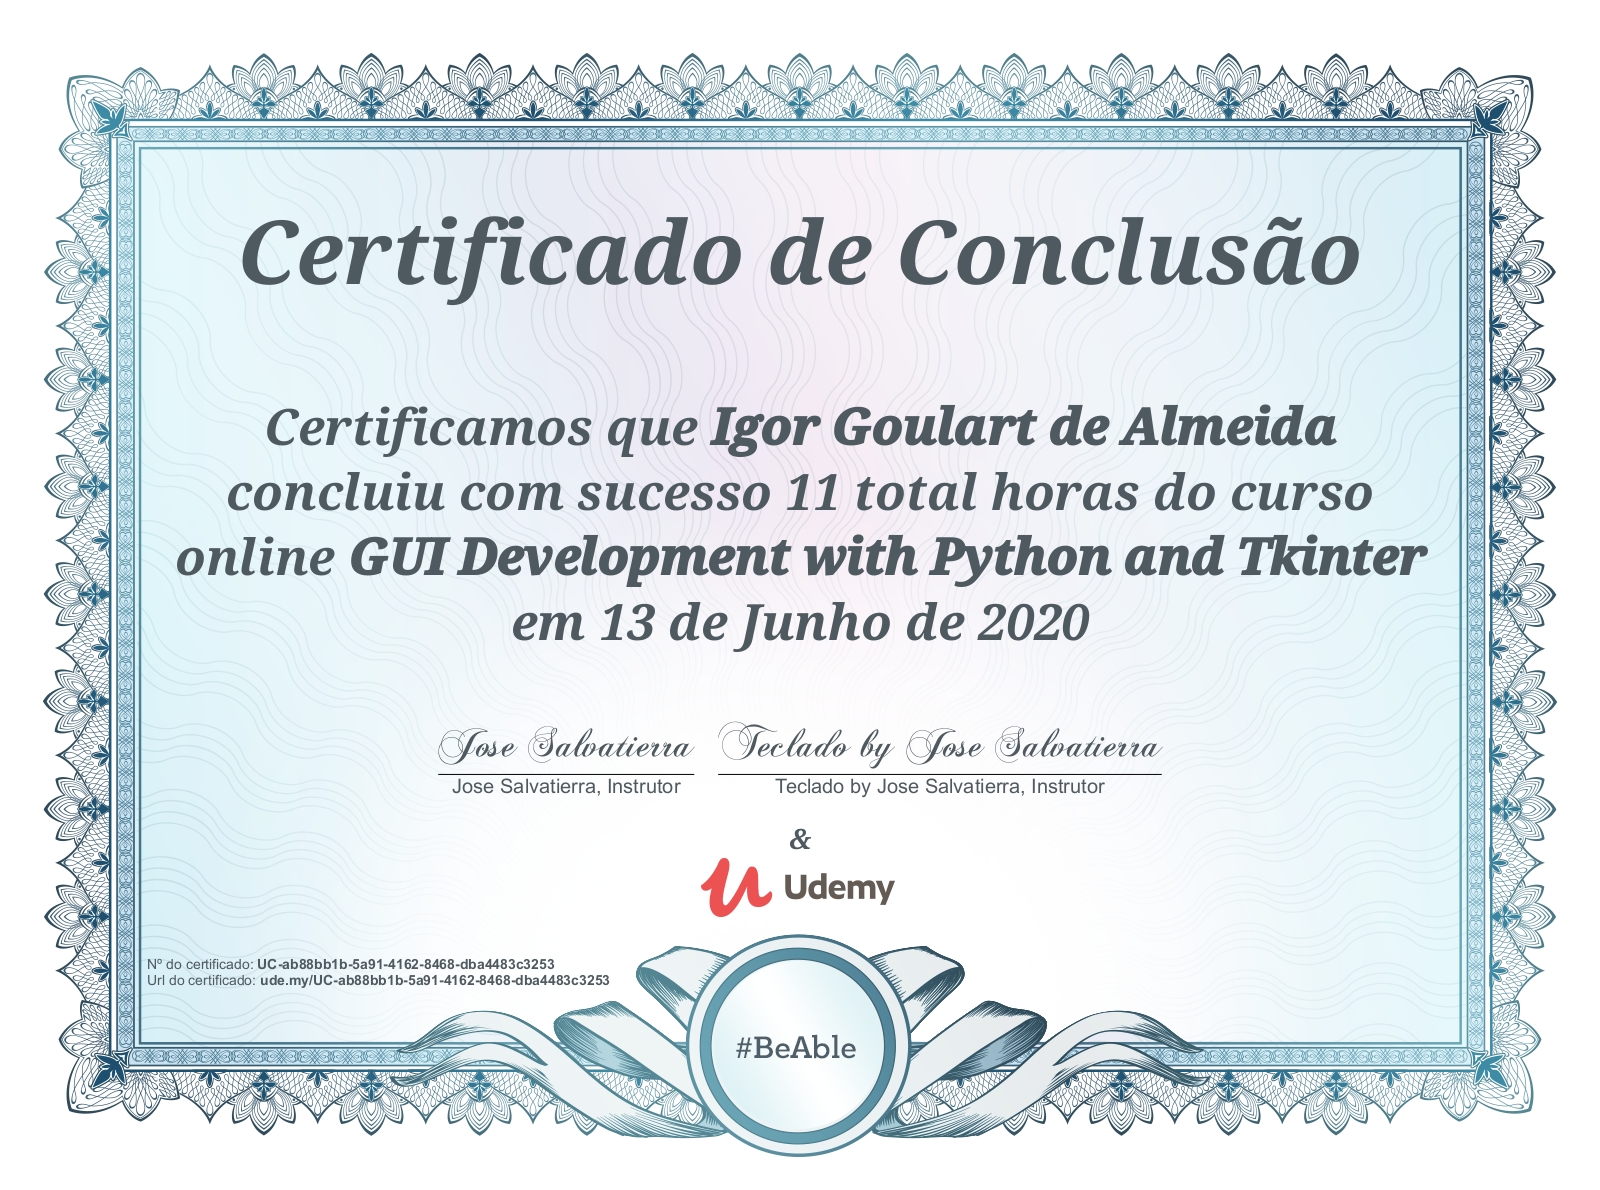 Certificado de Conclusão
Certificamos que Igor Goulart de Almeida
concluiu com sucesso 11 total horas do curso
online GUI Development with Python and Tkinter
em 13 de Junho de 2020
Jose Salvatierra Teclado by Jose Salvatierra
Jose Salvatierra, Instrutor Teclado by Jose Salvatierra, Instrutor
&
Udemy
Nº do certificado: UC-ab88bb1b-5a91-4162-8468-dba4483c3253
Url do certificado: ude.my/UC-ab88bb1b-5a91-4162-8468-dba4483c3253
#BeAble